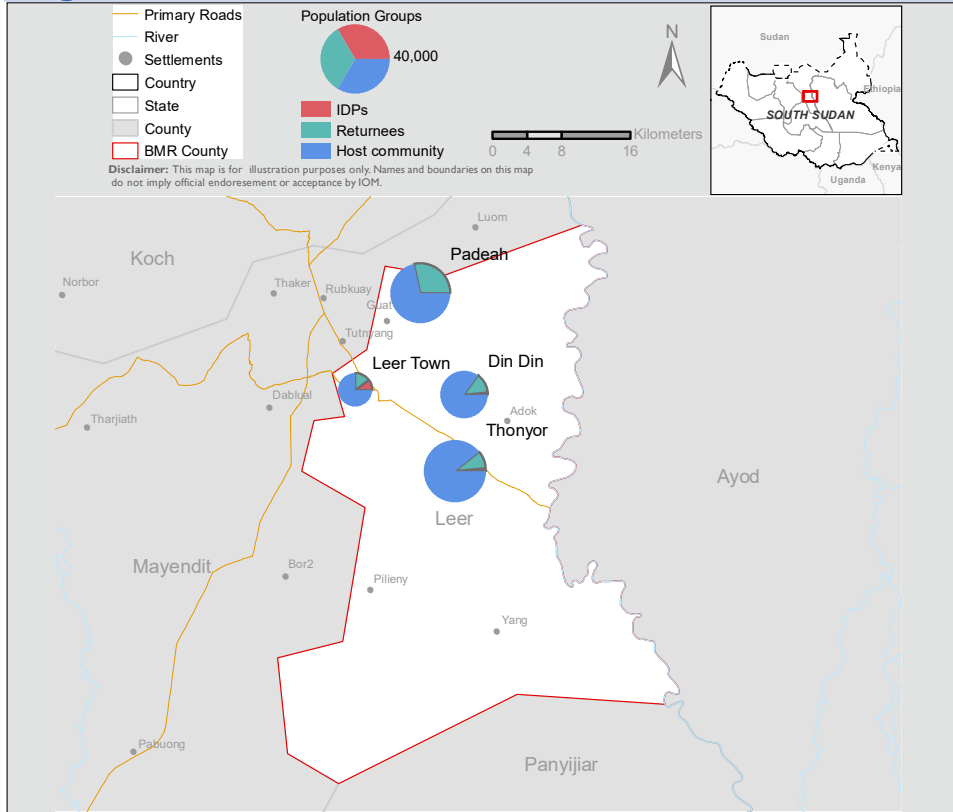 Primary Roads
River
Settlements
Country
State
County
BMR County
Population Groups
40,000
IDPs
Returnees
Host community
N
Kilometers
0 4 8 16
Disclaimer: This map is for illustration purposes only. Names and boundaries on this map
do not imply official endoresement or acceptance by IOM.
Sudan
Ethiopia
SOUTH SUDAN
Kenya
Uganda
Luom
Koch
Padeah
Norbor
Thaker
Rubkuay
Guat
Tutnyang
Leer Town
Din Din
Dablual
Adok
Tharjiath
Thonyor
Ayod
Leer
Mayendit
Bor2
Pilieny
Yang
Pabuong
Panyijiar